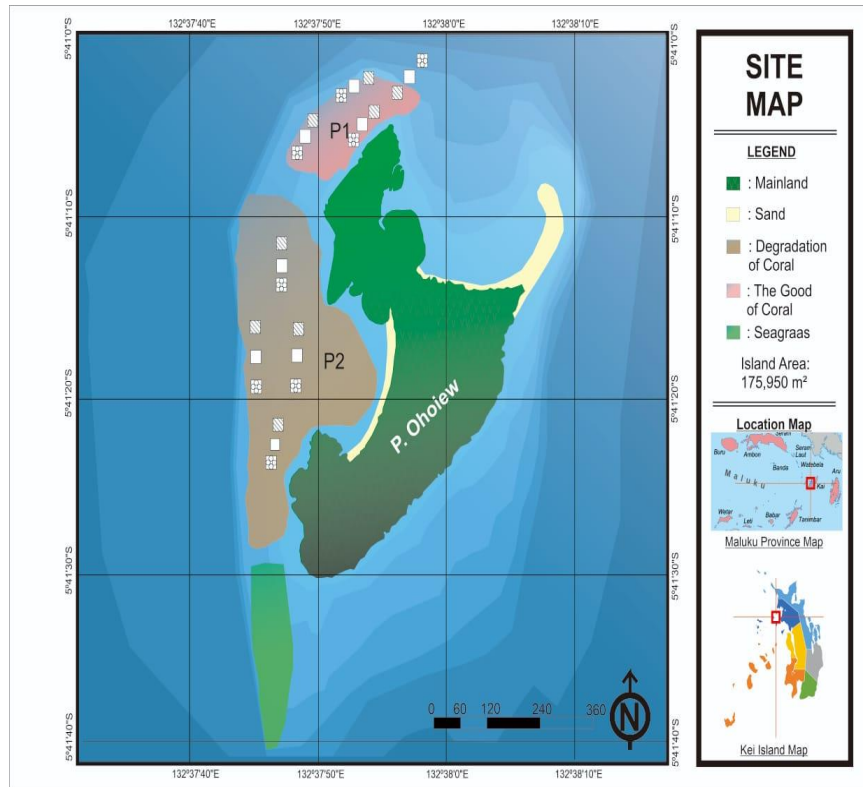 132°37'40"E 132°37'50"E 132°38'0"E 132°38'10"E
5°41'0"S
5°41'10"S
5°41'20"S
5°41'30"S
5°41'40"S
P1
P2
P. Ohoiew
0 60 120 240 360
N
5°41'0"S
5°41'10"S
5°41'20"S
5°41'30"S
5°41'40"S
132°37'40"E 132°37'50"E 132°38'0"E 132°38'10"E
SITE
MAP
LEGEND
: Mainland
: Sand
: Degradation
of Coral
: The Good
of Coral
: Seagraas
Island Area:
175,950 m²
Location Map
Seram
Buru
Ambon
Seram
Laut
Banda
Watebela
Aru
Maluku
Kai
Wetar
Leti
Babar
Tanimbar
Maluku Province Map
Kei Island Map